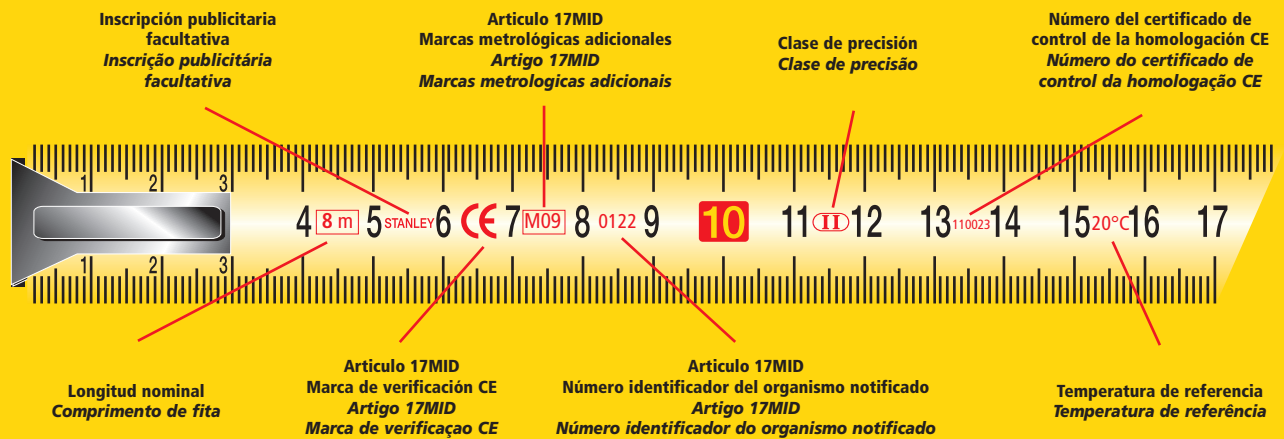 Inscripción publicitaria
facultativa
Inscrição publicitária
facultativa
Articulo 17MID
Marcas metrológicas adicionales
Artigo 17MID
Marcas metrologicas adicionais
Clase de precisión
Clase de precisão
Número del certificado de
control de la homologación CE
Número do certificado de
control da homologação CE
1 2 3
4 8 m 5 STANLEY 6 CE 7 M09 8 0122 9 10 11 II 12 13 110023 14 15 20°C 16 17
1 2 3
Longitud nominal
Comprimento de fita
Articulo 17MID
Marca de verificación CE
Artigo 17MID
Marca de verificaçao CE
Articulo 17MID
Número identificador del organismo notificado
Artigo 17MID
Número identificador do organismo notificado
Temperatura de referencia
Temperatura de referência